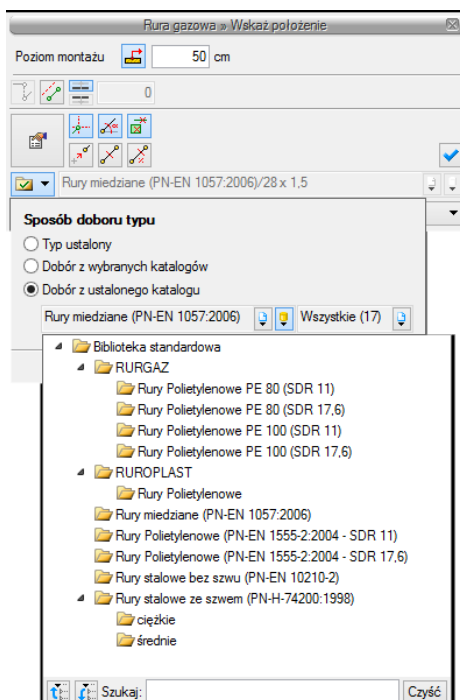 Rura gazowa » Wskaż położenie
Poziom montażu 50 cm
0
Rury miedziane (PN-EN 1057:2006)/28 x 1,5
Sposób doboru typu
Typ ustalony
Dobór z wybranych katalogów
Dobór z ustalonego katalogu
Rury miedziane (PN-EN 1057:2006) Wszystkie (17)
Biblioteka standardowa
RURGAZ
Rury Polietylenowe PE 80 (SDR 11)
Rury Polietylenowe PE 80 (SDR 17,6)
Rury Polietylenowe PE 100 (SDR 11)
Rury Polietylenowe PE 100 (SDR 17,6)
RUROPLAST
Rury Polietylenowe
Rury miedziane (PN-EN 1057:2006)
Rury Polietylenowe (PN-EN 1555-2:2004 - SDR 11)
Rury Polietylenowe (PN-EN 1555-2:2004 - SDR 17,6)
Rury stalowe bez szwu (PN-EN 10210-2)
Rury stalowe ze szwem (PN-H-74200:1998)
ciężkie
średnie
Szukaj: Czyść